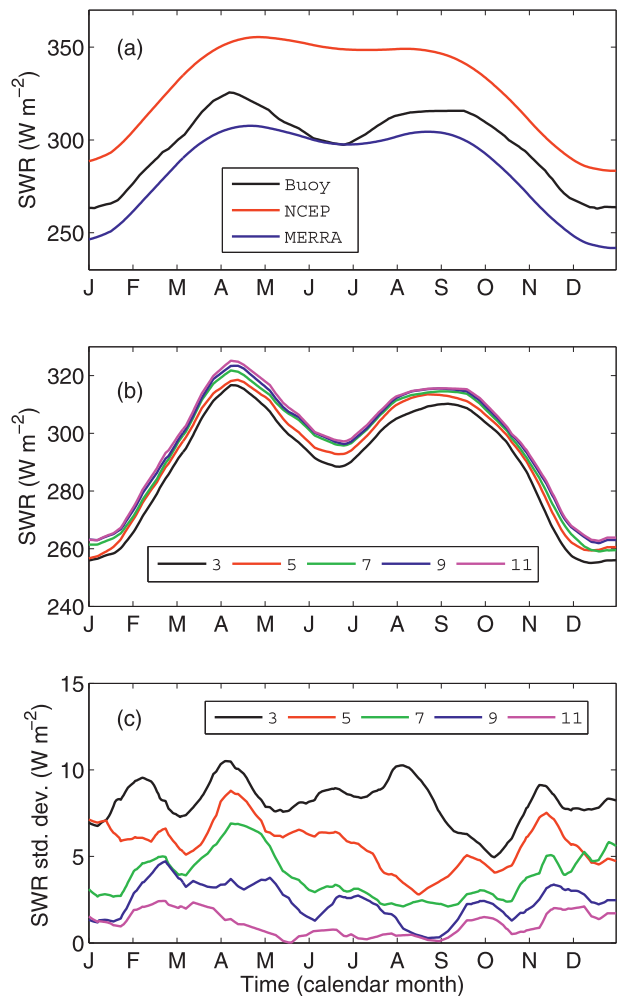 (a)
SWR (W m⁻²)
350
300
250
Buoy
NCEP
MERRA
J F M A M J J A S O N D
(b)
SWR (W m⁻²)
320
300
280
260
240
3 5 7 9 11
J F M A M J J A S O N D
(c)
SWR std. dev. (W m⁻²)
15
10
5
0
3 5 7 9 11
J F M A M J J A S O N D
Time (calendar month)